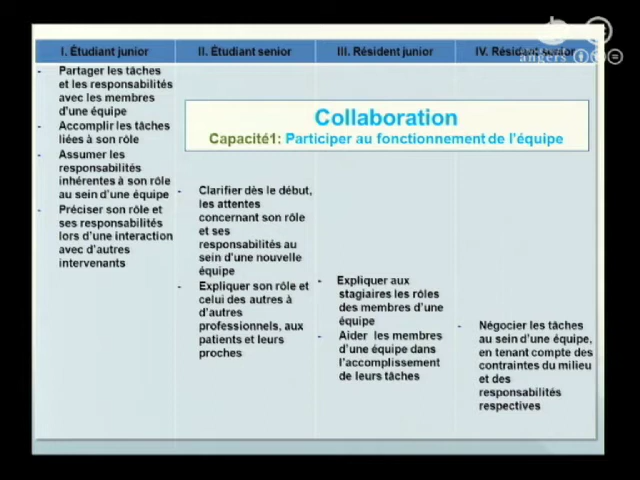 I. Étudiant junior
II. Étudiant senior
III. Résident junior
IV. Résident senior
angers
Collaboration
Capacité1: Participer au fonctionnement de l'équipe
- Partager les tâches
et les responsabilités
avec les membres
d'une équipe
- Accomplir les tâches
liées à son rôle
- Assumer les
responsabilités
inhérentes à son rôle
au sein d'une équipe
- Préciser son rôle et
ses responsabilités
lors d'une interaction
avec d'autres
intervenants
- Clarifier dès le début,
les attentes
concernant son rôle
et ses
responsabilités au
sein d'une nouvelle
équipe
- Expliquer son rôle et
celui des autres à
d'autres
professionnels, aux
patients et leurs
proches
- Expliquer aux
stagiaires les rôles
des membres d'une
équipe
- Aider les membres
d'une équipe dans
l'accomplissement
de leurs tâches
- Négocier les tâches
au sein d'une équipe,
en tenant compte des
contraintes du milieu
et des
responsabilités
respectives